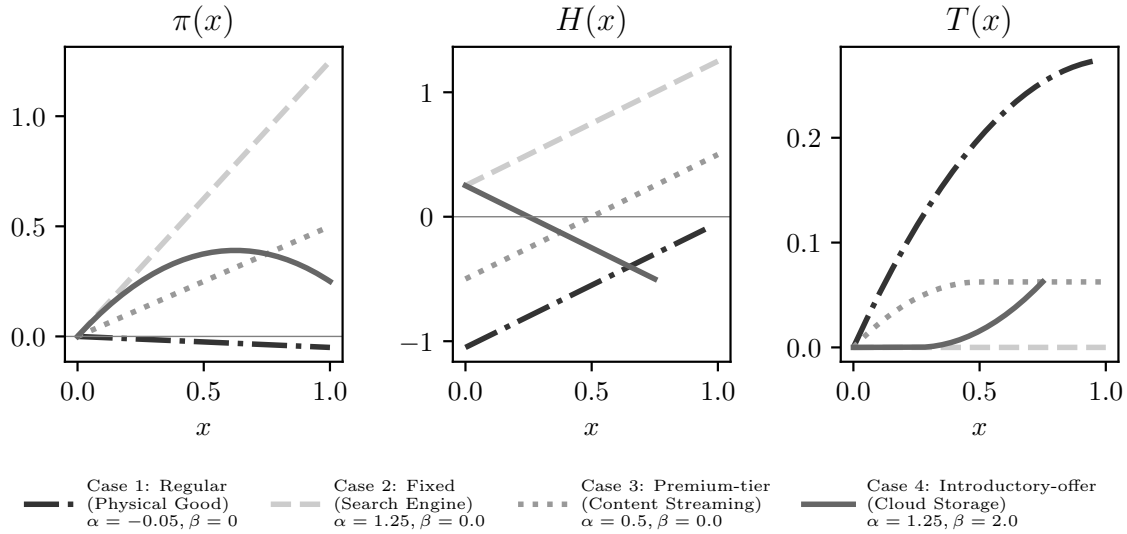 π(x)
H(x)
T(x)
1.0
0.5
0.0
0.0
0.5
1.0
x
1
0
−1
0.0
0.5
1.0
x
0.2
0.1
0.0
0.0
0.5
1.0
x
Case 1: Regular
(Physical Good)
α = −0.05, β = 0
Case 2: Fixed
(Search Engine)
α = 1.25, β = 0.0
Case 3: Premium-tier
(Content Streaming)
α = 0.5, β = 0.0
Case 4: Introductory-offer
(Cloud Storage)
α = 1.25, β = 2.0